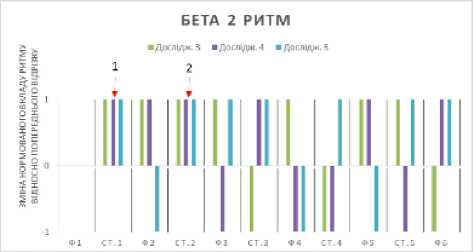 БЕТА 2 РИТМ
Дослідж. 3 Дослідж. 4 Дослідж. 5
1 2
ЗМІНА НОРМОВАНОГО ВКЛАДУ РИТМУ
ВІДНОСНО ПОПЕРЕДНЬОГО ВІДРІЗКУ
1
0
-1
Ф1 СТ. 1 Ф2 СТ. 2 Ф3 СТ. 3 Ф4 СТ. 4 Ф5 СТ. 5 Ф6